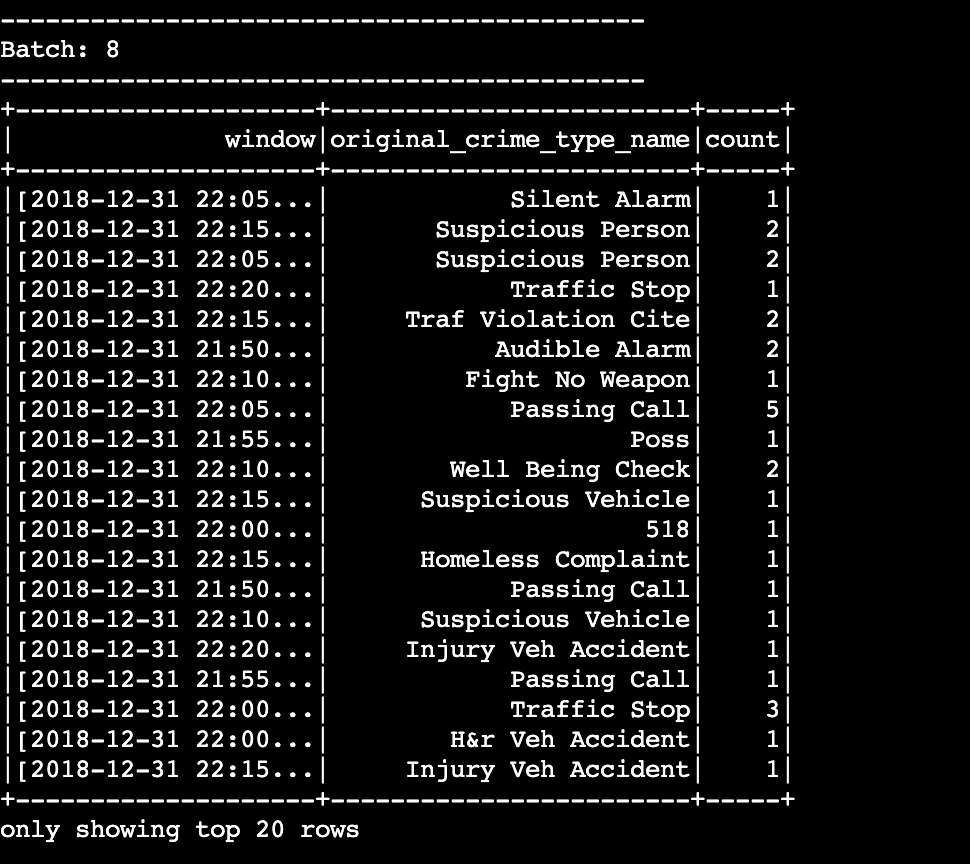 -------------------------------------------
Batch: 8
-------------------------------------------
+--------------------+------------------------+-----+
|              window|original_crime_type_name|count|
+--------------------+------------------------+-----+
|[2018-12-31 22:05...|            Silent Alarm|    1|
|[2018-12-31 22:15...|       Suspicious Person|    2|
|[2018-12-31 22:05...|       Suspicious Person|    2|
|[2018-12-31 22:20...|            Traffic Stop|    1|
|[2018-12-31 22:15...|     Traf Violation Cite|    2|
|[2018-12-31 21:50...|           Audible Alarm|    2|
|[2018-12-31 22:10...|         Fight No Weapon|    1|
|[2018-12-31 22:05...|            Passing Call|    5|
|[2018-12-31 21:55...|                    Poss|    1|
|[2018-12-31 22:10...|        Well Being Check|    2|
|[2018-12-31 22:15...|      Suspicious Vehicle|    1|
|[2018-12-31 22:00...|                     518|    1|
|[2018-12-31 22:15...|      Homeless Complaint|    1|
|[2018-12-31 21:50...|            Passing Call|    1|
|[2018-12-31 22:10...|      Suspicious Vehicle|    1|
|[2018-12-31 22:20...|     Injury Veh Accident|    1|
|[2018-12-31 21:55...|            Passing Call|    1|
|[2018-12-31 22:00...|            Traffic Stop|    3|
|[2018-12-31 22:00...|        H&r Veh Accident|    1|
|[2018-12-31 22:15...|     Injury Veh Accident|    1|
+--------------------+------------------------+-----+
only showing top 20 rows